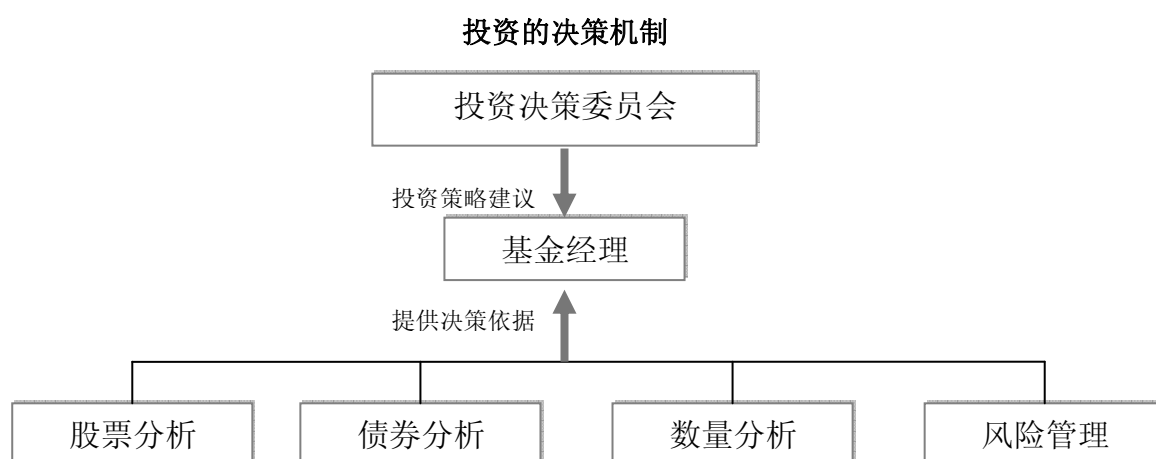 投资的决策机制
投资决策委员会
投资策略建议
基金经理
提供决策依据
股票分析
债券分析
数量分析
风险管理